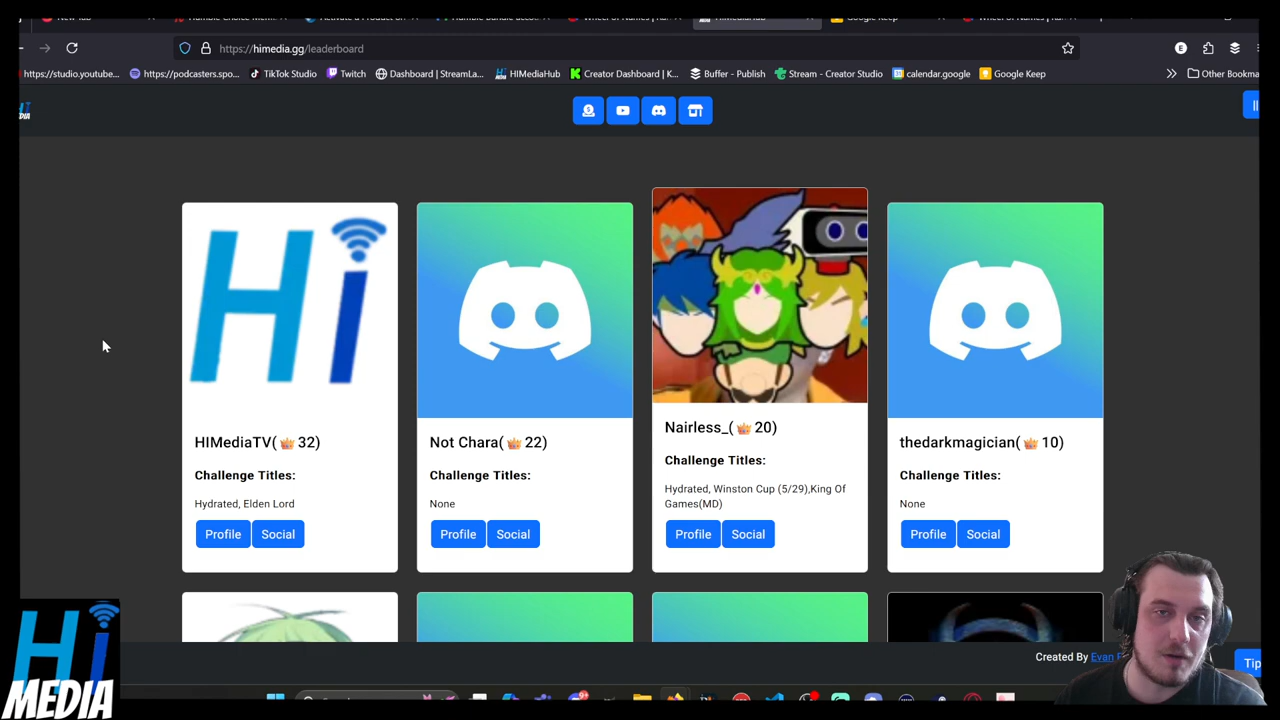 https://himedia.gg/leaderboard
E
https://studio.youtube...
https://podcasters.spo...
TikTok Studio
Twitch
Dashboard | StreamLa...
HIMediaHub
Creator Dashboard | K...
Buffer - Publish
Stream - Creator Studio
calendar.google
Google Keep
Other Bookma
Hi
Hi
HIMediaTV( 32)
Challenge Titles:
Hydrated, Elden Lord
Profile Social
Not Chara( 22)
Challenge Titles:
None
Profile Social
Nairless_( 20)
Challenge Titles:
Hydrated, Winston Cup (5/29),King Of
Games(MD)
Profile Social
thedarkmagician( 10)
Challenge Titles:
None
Profile Social
Created By Evan
Tip
Hi
MEDIA